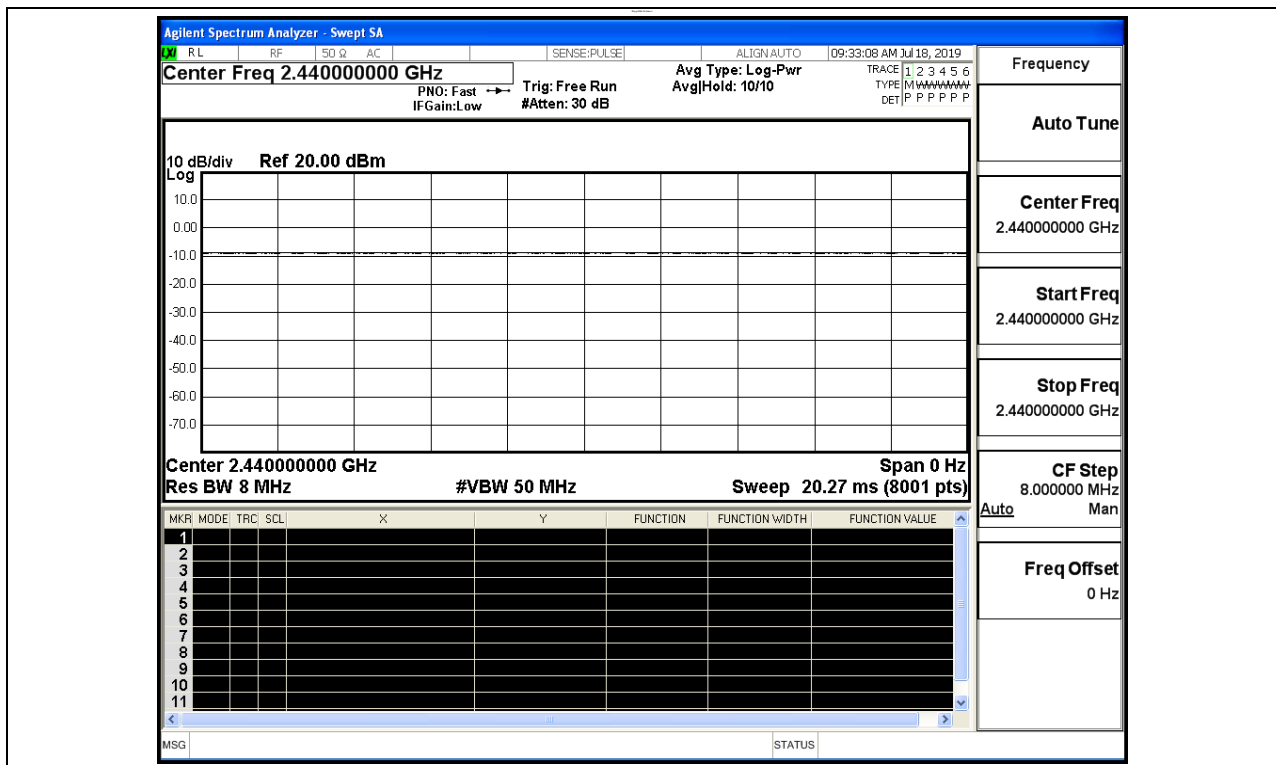 Agilent Spectrum Analyzer - Swept SA
LXI RL RF 50 Ω AC SENSE:PULSE ALIGN AUTO 09:33:08 AM Jul 18, 2019
Center Freq 2.440000000 GHz
PNO: Fast
IFGain:Low
Trig: Free Run
#Atten: 30 dB
Avg Type: Log-Pwr
Avg|Hold: 10/10
TRACE 1 2 3 4 5 6
TYPE M W W W W W
DET P P P P P P
10 dB/div Ref 20.00 dBm
Log
10.0
0.00
-10.0
-20.0
-30.0
-40.0
-50.0
-60.0
-70.0
Center 2.440000000 GHz Span 0 Hz
Res BW 8 MHz #VBW 50 MHz Sweep 20.27 ms (8001 pts)
MKR MODE TRC SCL X Y FUNCTION FUNCTION WIDTH FUNCTION VALUE
1
2
3
4
5
6
7
8
9
10
11
MSG STATUS
Frequency
Auto Tune
Center Freq
2.440000000 GHz
Start Freq
2.440000000 GHz
Stop Freq
2.440000000 GHz
CF Step
8.000000 MHz
Auto Man
Freq Offset
0 Hz